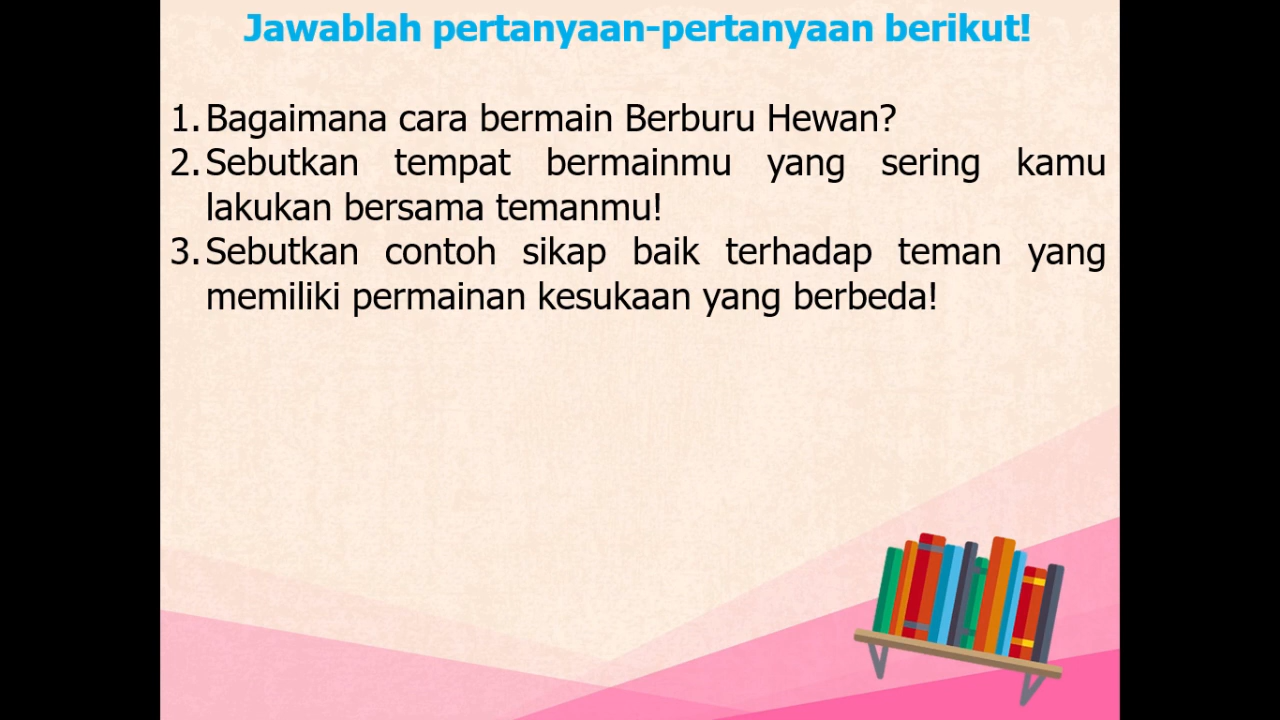 Jawablah pertanyaan-pertanyaan berikut!
1. Bagaimana cara bermain Berburu Hewan?
2. Sebutkan tempat bermainmu yang sering kamu
lakukan bersama temanmu!
3. Sebutkan contoh sikap baik terhadap teman yang
memiliki permainan kesukaan yang berbeda!